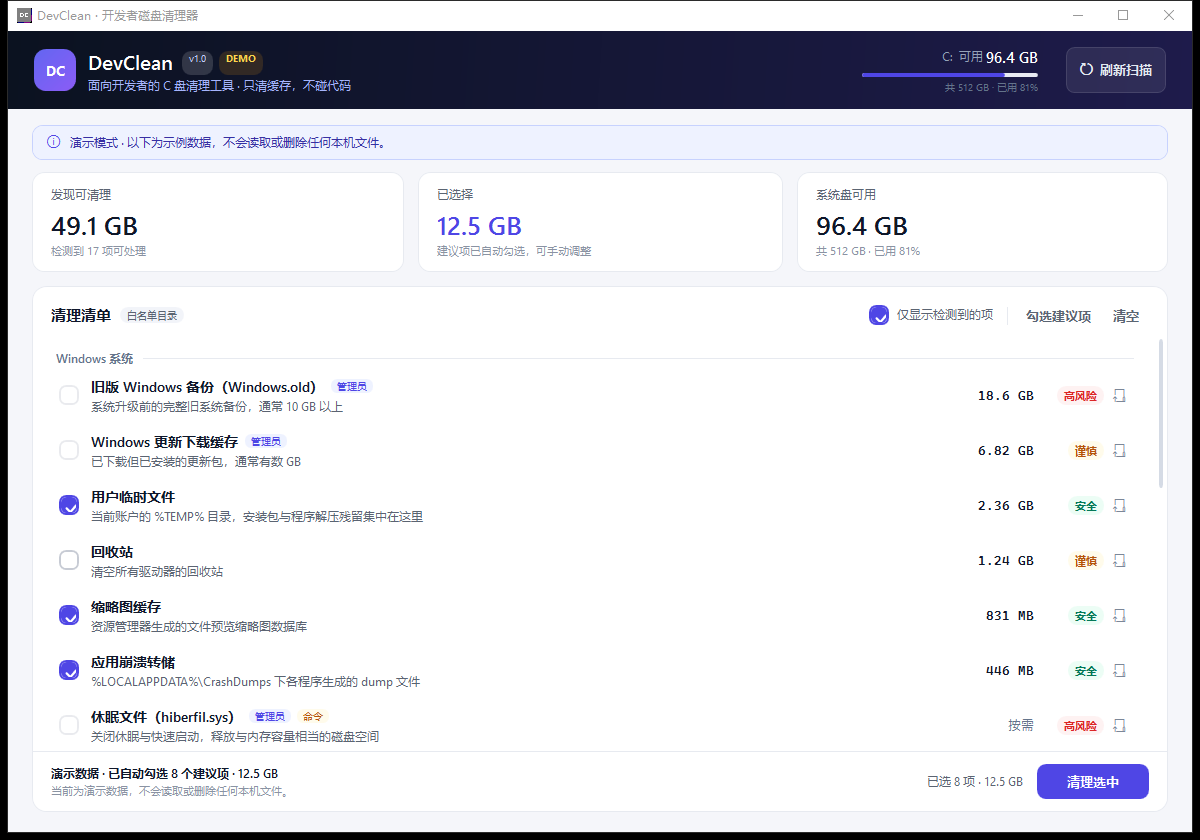 DC DevClean · 开发者磁盘清理器
DC
DevClean v1.0 DEMO
面向开发者的 C 盘清理工具 · 只清缓存，不碰代码
C: 可用 96.4 GB
共 512 GB · 已用 81%
刷新扫描
演示模式 · 以下为示例数据，不会读取或删除任何本机文件。
发现可清理
49.1 GB
检测到 17 项可处理
已选择
12.5 GB
建议项已自动勾选，可手动调整
系统盘可用
96.4 GB
共 512 GB · 已用 81%
清理清单 白名单目录
仅显示检测到的项 勾选建议项 清空
Windows 系统
旧版 Windows 备份（Windows.old） 管理员
系统升级前的完整旧系统备份，通常 10 GB 以上
18.6 GB 高风险
Windows 更新下载缓存 管理员
已下载但已安装的更新包，通常有数 GB
6.82 GB 谨慎
用户临时文件
当前账户的 %TEMP% 目录，安装包与程序解压残留集中在这里
2.36 GB 安全
回收站
清空所有驱动器的回收站
1.24 GB 谨慎
缩略图缓存
资源管理器生成的文件预览缩略图数据库
831 MB 安全
应用崩溃转储
%LOCALAPPDATA%\CrashDumps 下各程序生成的 dump 文件
446 MB 安全
休眠文件（hiberfil.sys） 管理员 命令
关闭休眠与快速启动，释放与内存容量相当的磁盘空间
按需 高风险
演示数据 · 已自动勾选 8 个建议项 · 12.5 GB
当前为演示数据，不会读取或删除任何本机文件。
已选 8 项 · 12.5 GB 清理选中